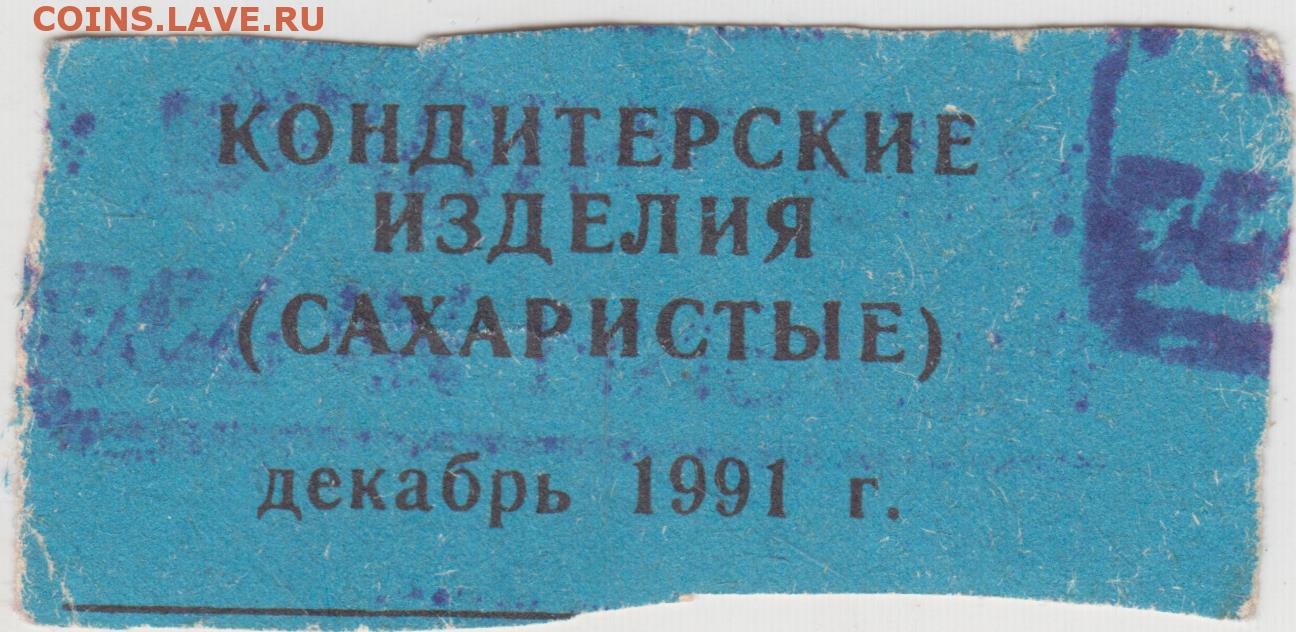 COINS.LAVE.RU
КОНДИТЕРСКИЕ
ИЗДЕЛИЯ
(САХАРИСТЫЕ)
декабрь 1991 г.